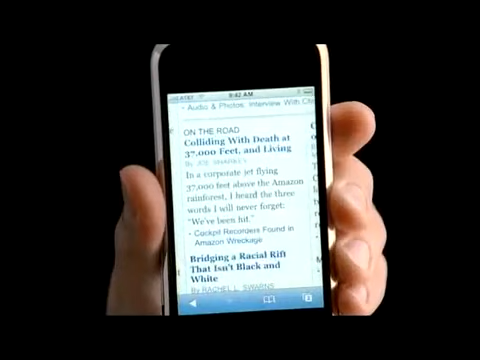 AT&T
9:42 AM
- Audio & Photos: Interview With
ON THE ROAD
Colliding With Death at
37,000 Feet, and Living
By JOE SHARKEY
In a corporate jet flying
37,000 feet above the Amazon
rainforest, I heard the three
words I will never forget:
“We’ve been hit.”
- Cockpit Recorders Found in
Amazon Wreckage
Bridging a Racial Rift
That Isn't Black and
White
By RACHEL L. SWARNS